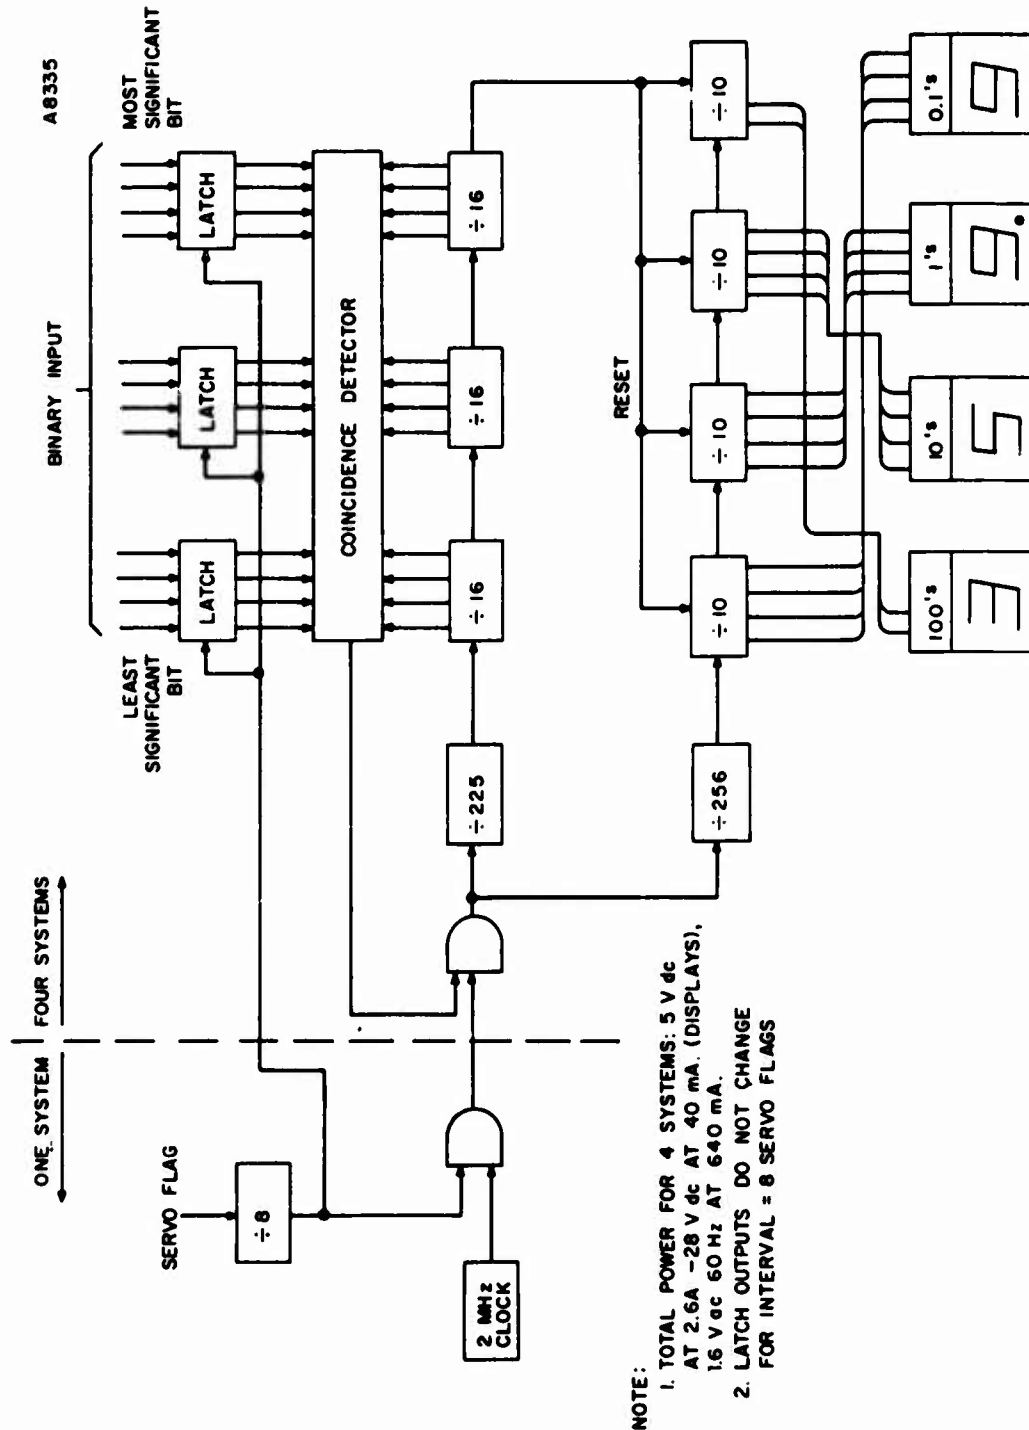 A8335
BINARY INPUT
LEAST
SIGNIFICANT
BIT
MOST
SIGNIFICANT
BIT
ONE SYSTEM
FOUR SYSTEMS
SERVO FLAG
÷8
LATCH
LATCH
LATCH
COINCIDENCE DETECTOR
2 MHz
CLOCK
÷225
÷16
÷16
÷16
RESET
÷256
÷10
÷10
÷10
÷10
100's
10's
1's
0.1's
3
5
9.
9
NOTE:
1. TOTAL POWER FOR 4 SYSTEMS: 5 V dc
AT 2.6A -28 V dc AT 40 mA. (DISPLAYS),
1.6 V ac 60 Hz AT 640 mA.
2. LATCH OUTPUTS DO NOT CHANGE
FOR INTERVAL = 8 SERVO FLAGS